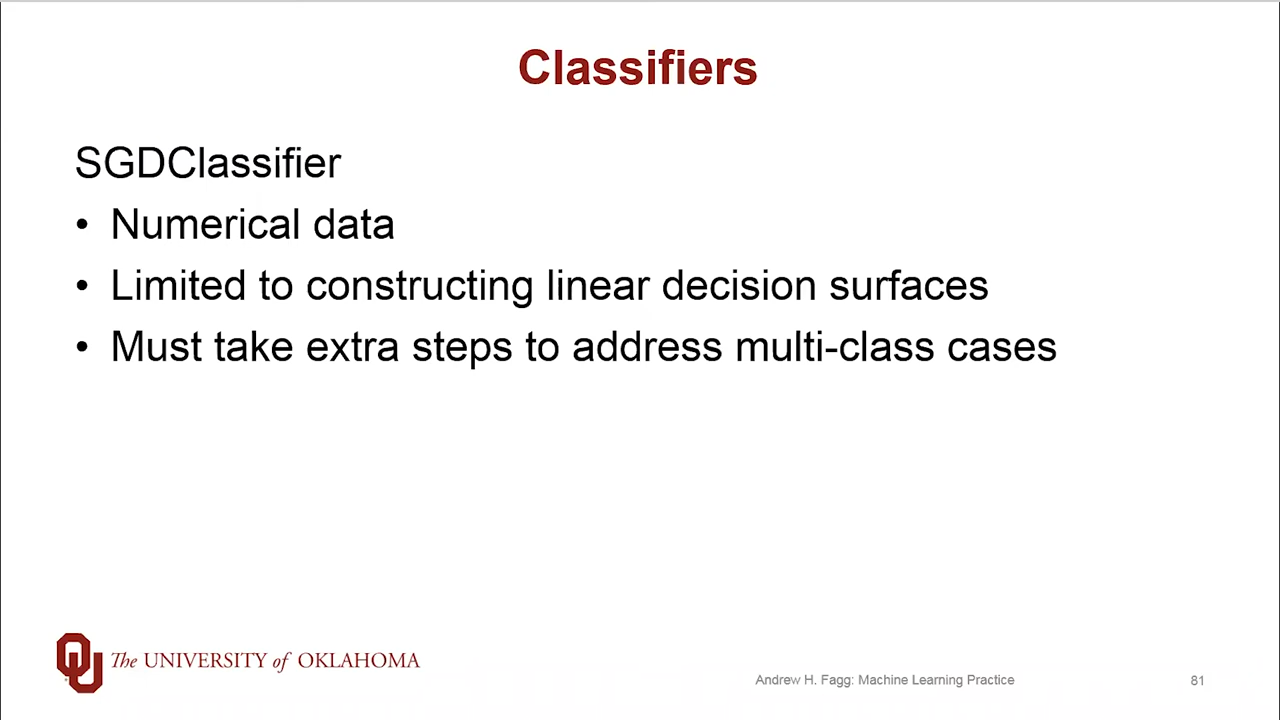 Classifiers
SGDClassifier
• Numerical data
• Limited to constructing linear decision surfaces
• Must take extra steps to address multi-class cases
The UNIVERSITY of OKLAHOMA
Andrew H. Fagg: Machine Learning Practice
81